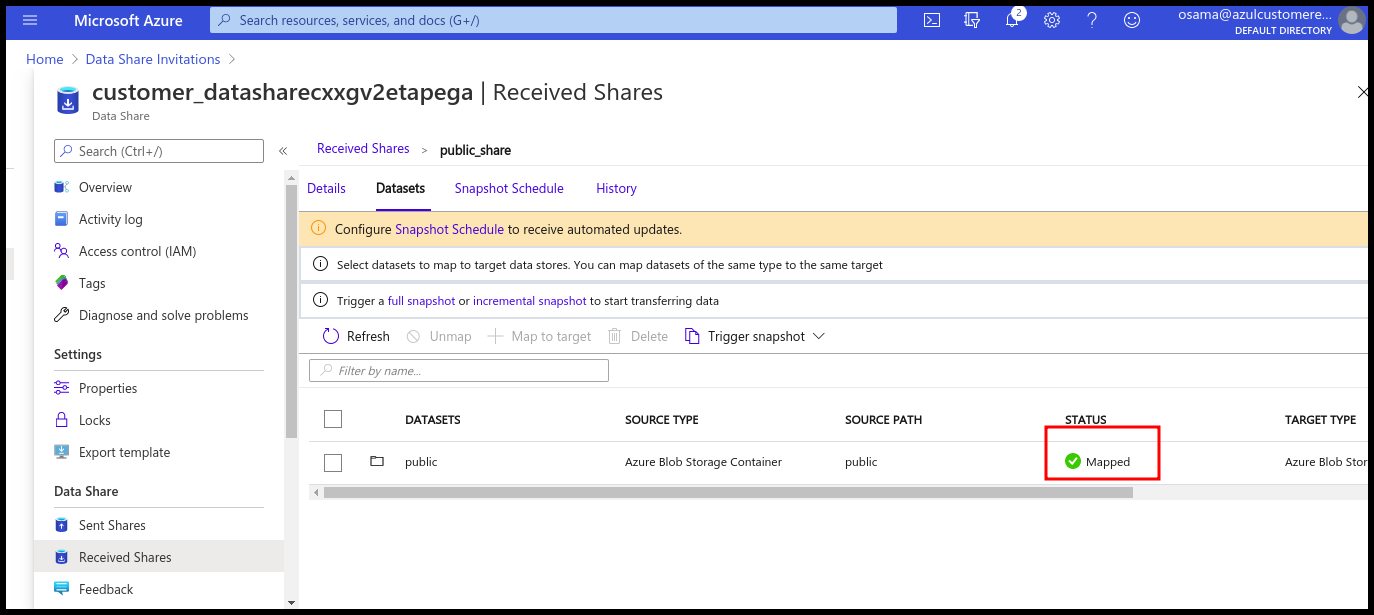 Microsoft Azure
Search resources, services, and docs (G+/)
2
osama@azulcustomere...
DEFAULT DIRECTORY
Home > Data Share Invitations >
customer_datasharecxxgv2etapega | Received Shares
Data Share
Search (Ctrl+/)
«
Overview
Activity log
Access control (IAM)
Tags
Diagnose and solve problems
Settings
Properties
Locks
Export template
Data Share
Sent Shares
Received Shares
Feedback
Received Shares > public_share
Details Datasets Snapshot Schedule History
Configure Snapshot Schedule to receive automated updates.
Select datasets to map to target data stores. You can map datasets of the same type to the same target
Trigger a full snapshot or incremental snapshot to start transferring data
Refresh Unmap Map to target Delete Trigger snapshot
Filter by name...
DATASETS SOURCE TYPE SOURCE PATH STATUS TARGET TYPE
public Azure Blob Storage Container public Mapped Azure Blob Stor